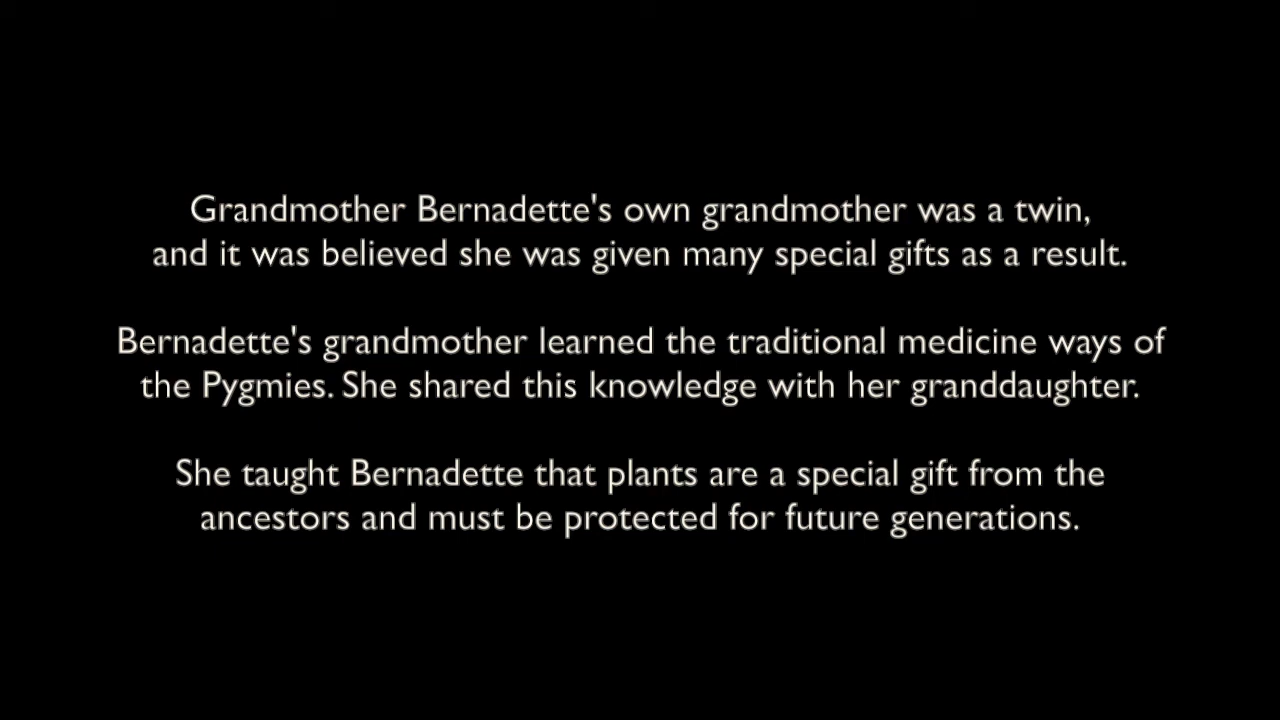 Grandmother Bernadette's own grandmother was a twin,
and it was believed she was given many special gifts as a result.
Bernadette's grandmother learned the traditional medicine ways of
the Pygmies. She shared this knowledge with her granddaughter.
She taught Bernadette that plants are a special gift from the
ancestors and must be protected for future generations.